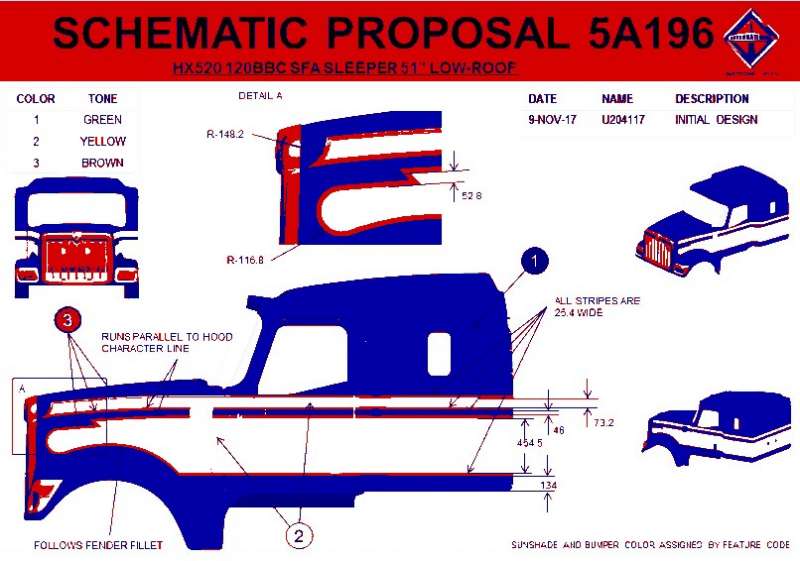 SCHEMATIC PROPOSAL 5A196
HX520 120BBC SFA SLEEPER 51" LOW-ROOF
COLOR TONE
1 GREEN
2 YELLOW
3 BROWN
DETAIL A
DATE NAME DESCRIPTION
9-NOV-17 U204117 INITIAL DESIGN
R-148.2
52.8
R-116.8
1
ALL STRIPES ARE
25.4 WIDE
3
RUNS PARALLEL TO HOOD
CHARACTER LINE
A
73.2
46
464.5
134
2
FOLLOWS FENDER FILLET
SUNSHADE AND BUMPER COLOR ASSIGNED BY FEATURE CODE